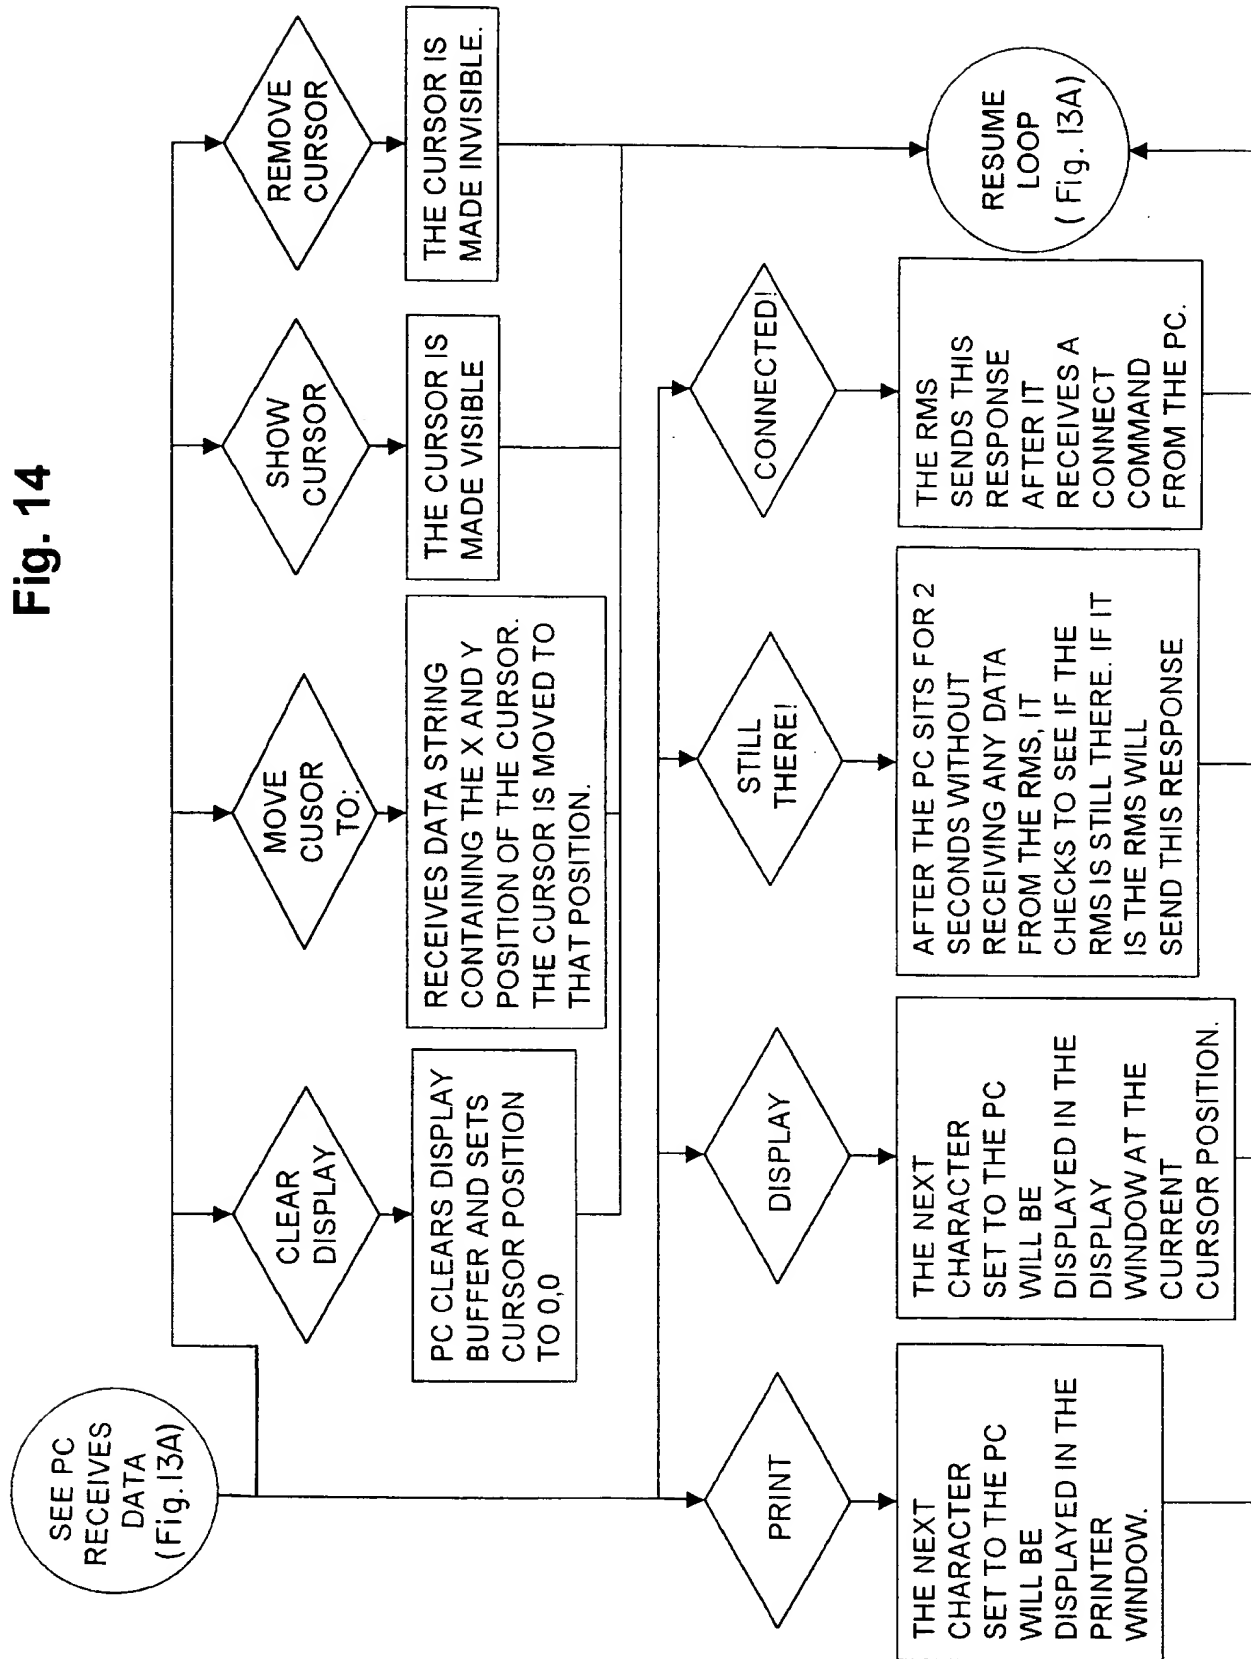 Fig. 14
SEE PC
RECEIVES
DATA
(Fig. 13A)
CLEAR
DISPLAY
MOVE
CUSOR
TO:
SHOW
CURSOR
REMOVE
CURSOR
PC CLEARS DISPLAY
BUFFER AND SETS
CURSOR POSITION
TO 0,0
RECEIVES DATA STRING
CONTAINING THE X AND Y
POSITION OF THE CURSOR.
THE CURSOR IS MOVED TO
THAT POSITION.
THE CURSOR IS
MADE VISIBLE
THE CURSOR IS
MADE INVISIBLE.
PRINT
DISPLAY
STILL
THERE!
CONNECTED!
RESUME
LOOP
( Fig. 13A)
THE NEXT
CHARACTER
SET TO THE PC
WILL BE
DISPLAYED IN THE
PRINTER
WINDOW.
THE NEXT
CHARACTER
SET TO THE PC
WILL BE
DISPLAYED IN THE
DISPLAY
WINDOW AT THE
CURRENT
CURSOR POSITION.
AFTER THE PC SITS FOR 2
SECONDS WITHOUT
RECEIVING ANY DATA
FROM THE RMS, IT
CHECKS TO SEE IF THE
RMS IS STILL THERE. IF IT
IS THE RMS WILL
SEND THIS RESPONSE
THE RMS
SENDS THIS
RESPONSE
AFTER IT
RECEIVES A
CONNECT
COMMAND
FROM THE PC.